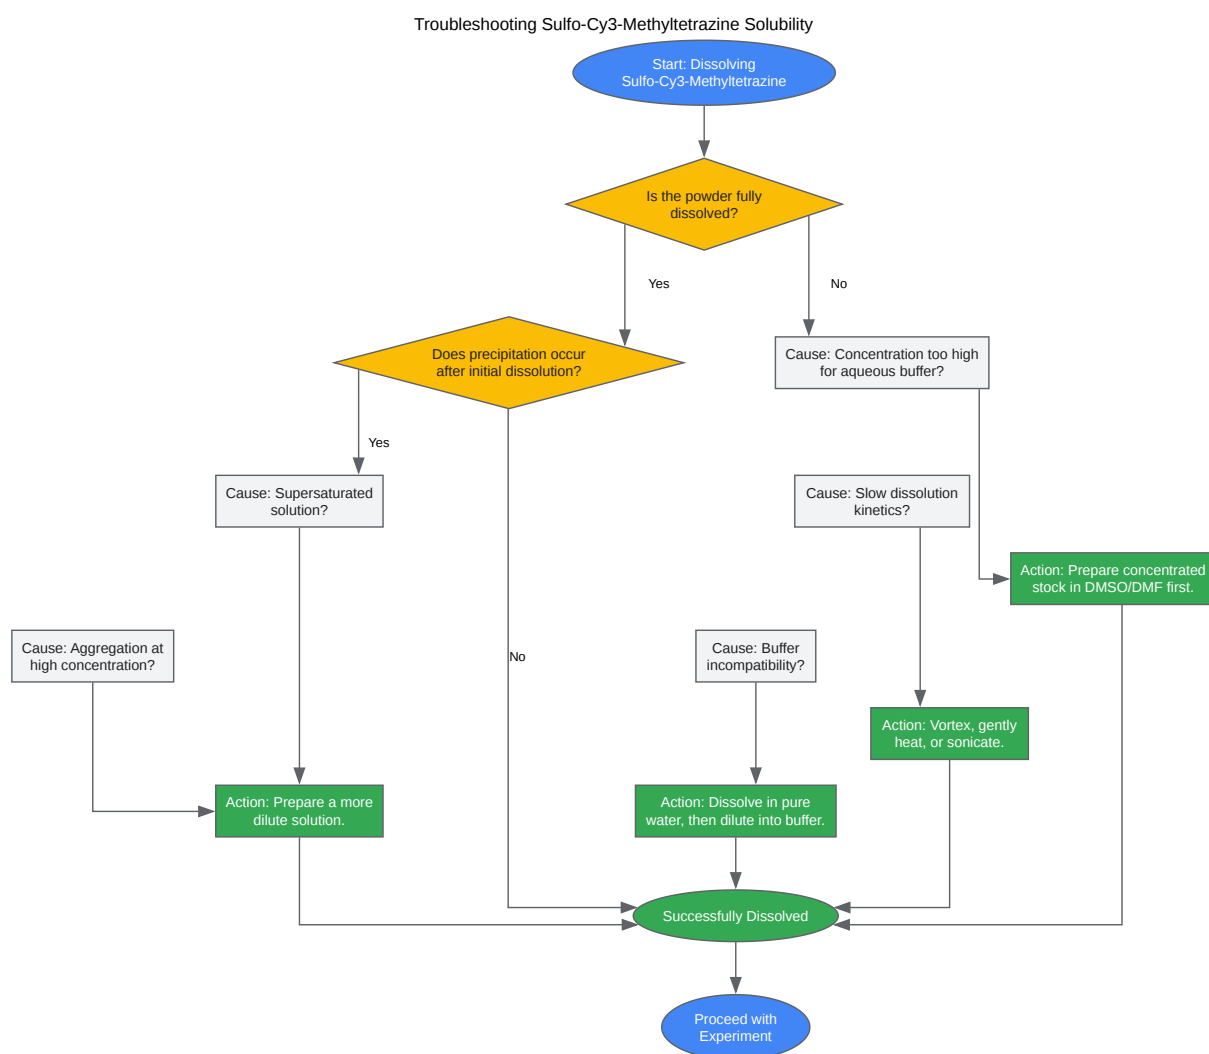 Troubleshooting Sulfo-Cy3-Methyltetrazine Solubility
Start: Dissolving
Sulfo-Cy3-Methyltetrazine
Is the powder fully
dissolved?
Yes
No
Does precipitation occur
after initial dissolution?
Cause: Concentration too high
for aqueous buffer?
Yes
Cause: Supersaturated
solution?
Cause: Slow dissolution
kinetics?
Action: Prepare concentrated
stock in DMSO/DMF first.
Cause: Aggregation at
high concentration?
No
Cause: Buffer
incompatibility?
Action: Vortex, gently
heat, or sonicate.
Action: Prepare a more
dilute solution.
Action: Dissolve in pure
water, then dilute into buffer.
Successfully Dissolved
Proceed with
Experiment